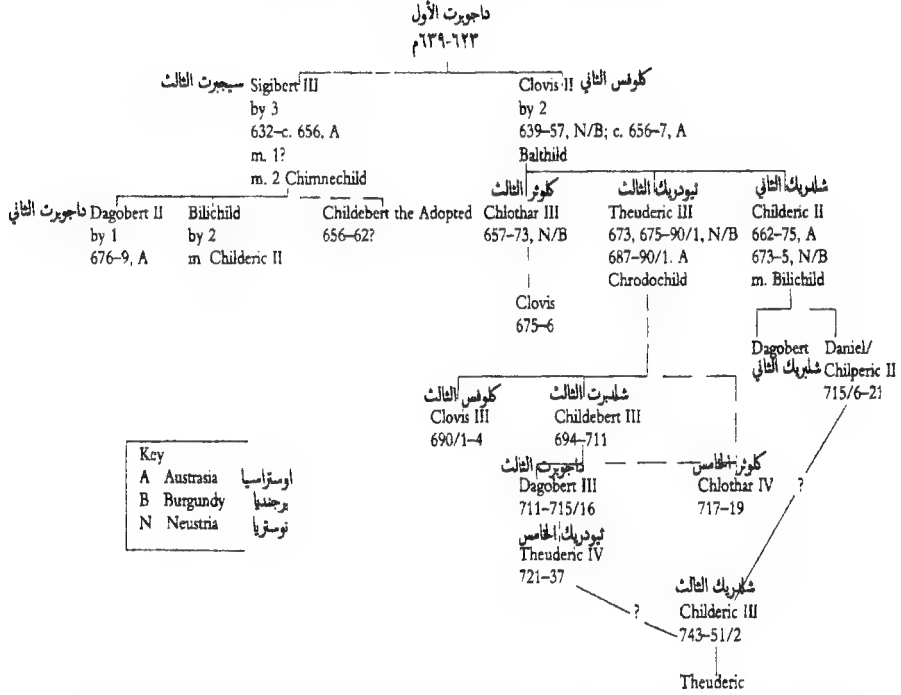 داجوبرت الأول
٦٢٣-٦٣٩م
سيجبرت الثالث Sigibert III
by 3
632–c. 656, A
m. 1?
m. 2 Chimnechild
Clovis II كلوفس الثاني
by 2
639–57, N/B; c. 656–7, A
Balthild
داجوبرت الثاني Dagobert II
by 1
676–9, A
Bilichild
by 2
m Childeric II
Childebert the Adopted
656–62?
كلوثر الثالث
Chlothar III
657–73, N/B
Clovis
675–6
ثيودريك الثالث
Theuderic III
673, 675–90/1, N/B
687–90/1. A
Chrodochild
شلدريك الثاني
Childeric II
662–75, A
673–5, N/B
m. Bilichild
Dagobert
Daniel/
شلبريك الثاني Chilperic II
715/6–21
كلوفس الثالث
Clovis III
690/1–4
شلدبرت الثالث
Childebert III
694–711
داجوبرت الثالث
Dagobert III
711–715/16
كلوثر الخامس
Chlothar IV
717–19
?
ثيودريك الخامس
Theuderic IV
721–37
?
شلدريك الثالث
Childeric III
743–51/2
Theuderic
Key
A Austrasia اوستراسيا
B Burgundy برجنديا
N Neustria نوستريا